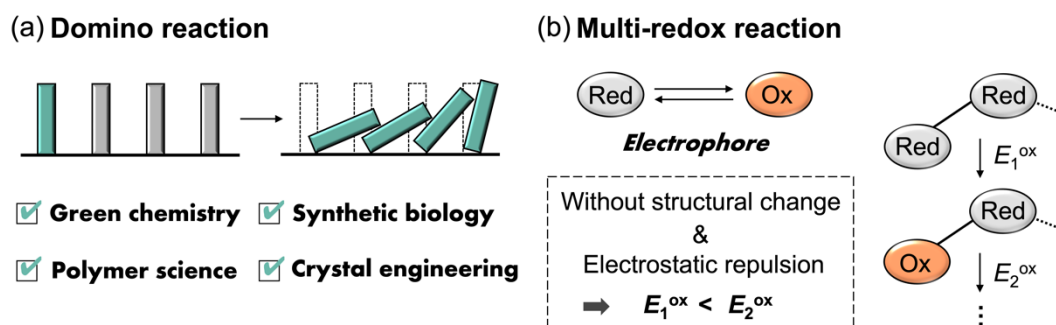 (a) Domino reaction
Green chemistry
Synthetic biology
Polymer science
Crystal engineering
(b) Multi-redox reaction
Red
Ox
Electrophore
Without structural change
&
Electrostatic repulsion
➡ E₁ᵒˣ < E₂ᵒˣ
Red
Red
E₁ᵒˣ
Red
Ox
E₂ᵒˣ